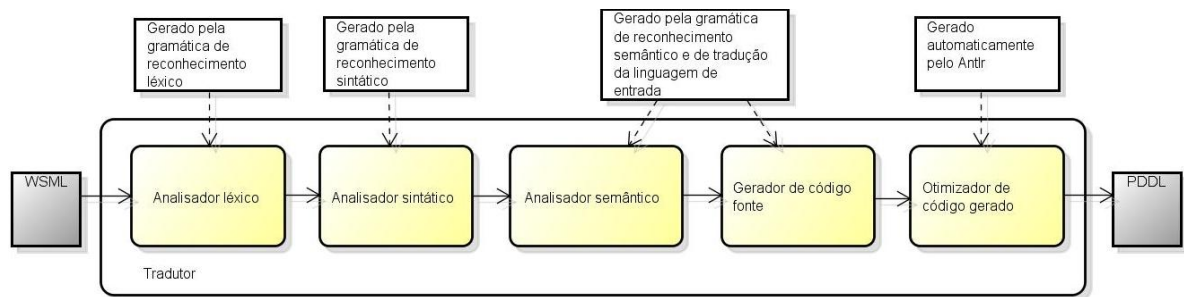 Gerado pela
gramática de
reconhecimento
léxico
Gerado pela
gramática de
reconhecimento
sintático
Gerado pela gramática
de reconhecimento
semântico e de tradução
da linguagem de
entrada
Gerado
automaticamente
pelo Antlr
WSML
Analisador léxico
Analisador sintático
Analisador semântico
Gerador de código
fonte
Otimizador de
código gerado
PDDL
Tradutor